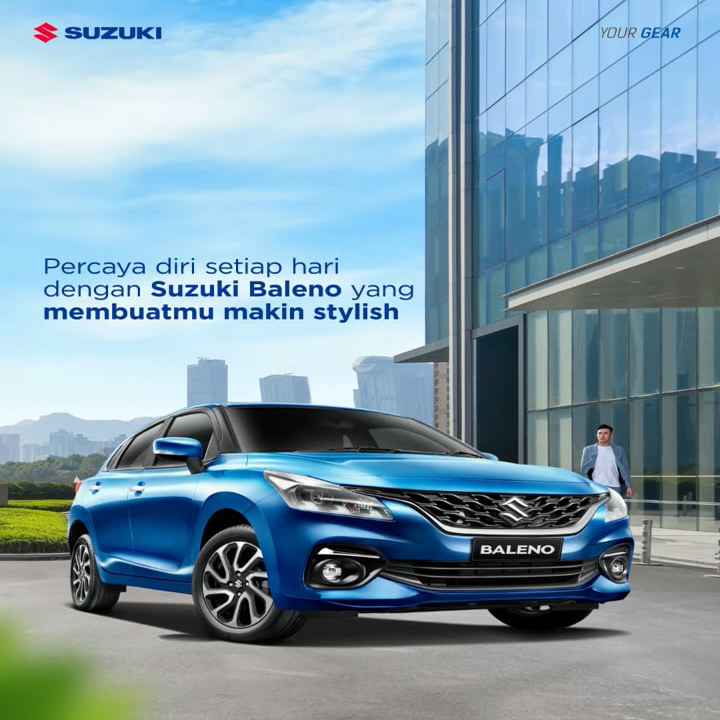 SUZUKI
YOUR GEAR
Percaya diri setiap hari
dengan Suzuki Baleno yang
membuatmu makin stylish
BALENO